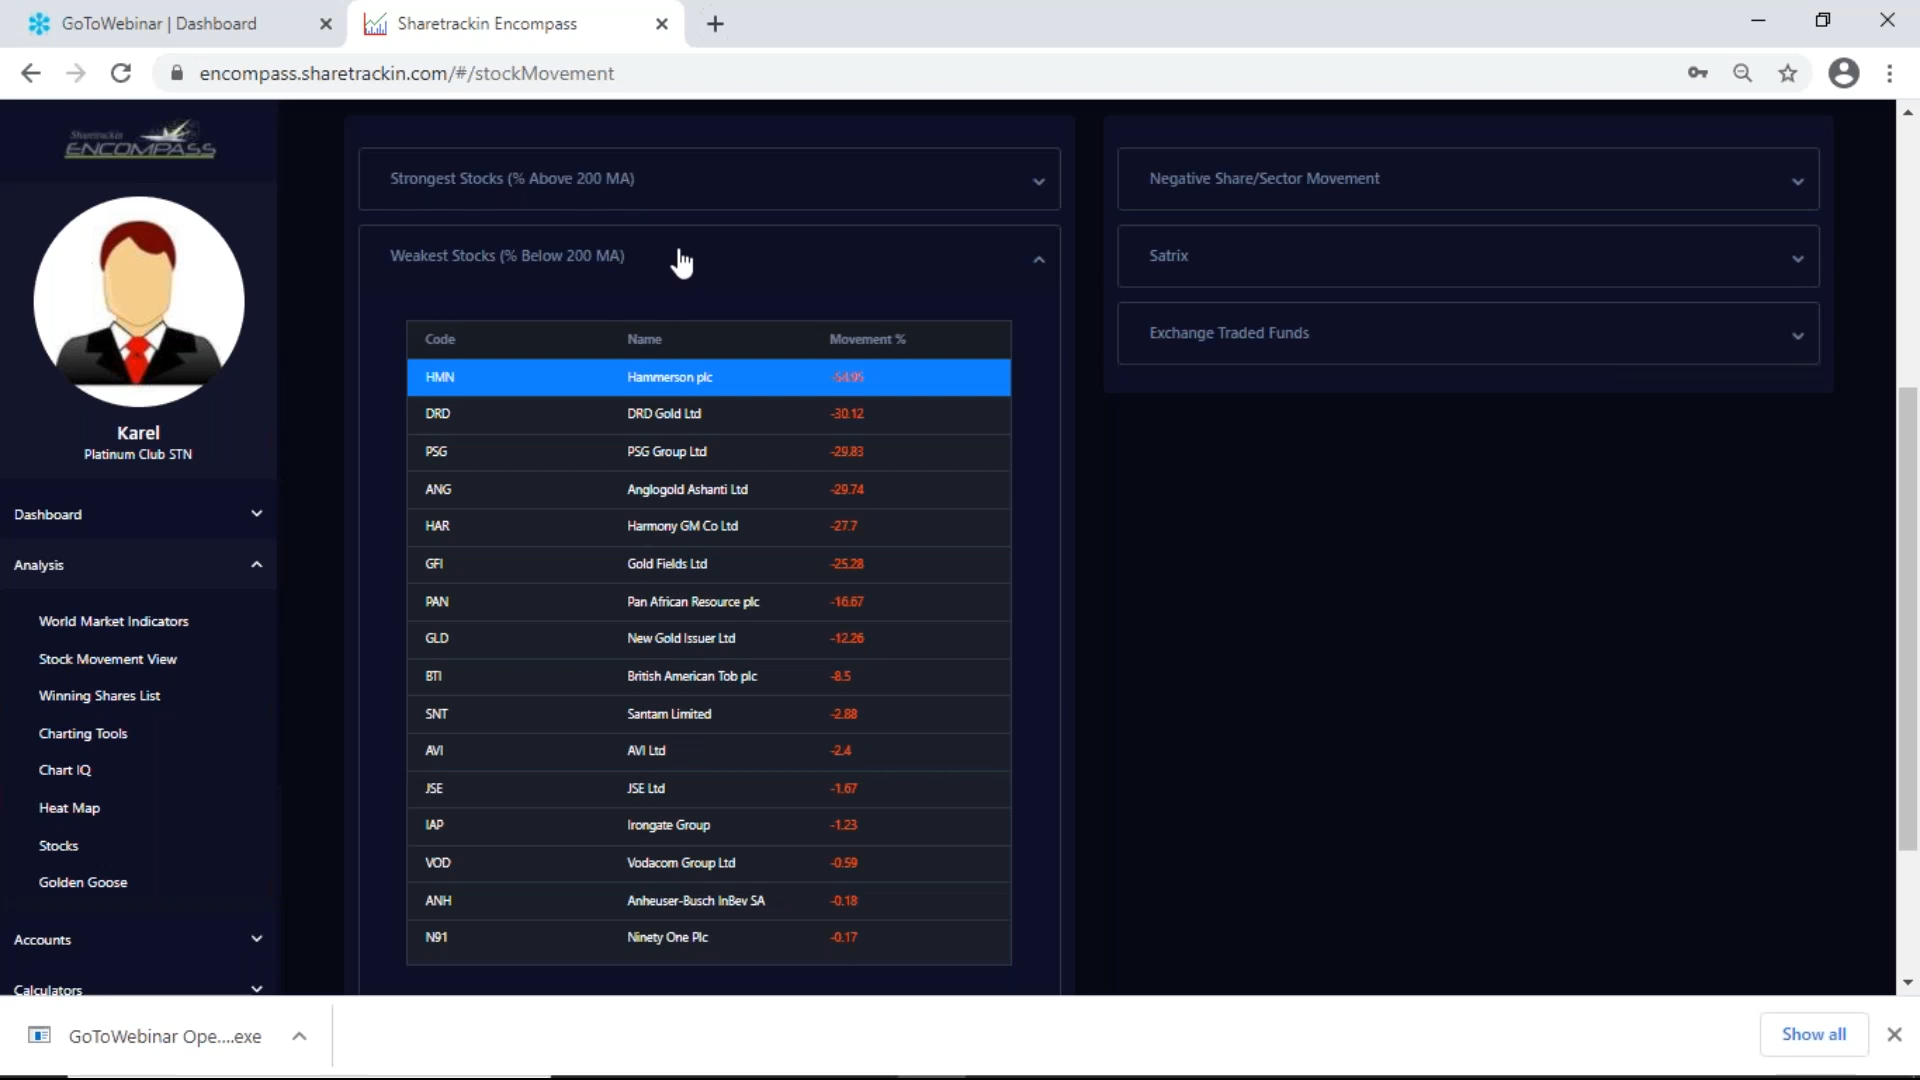 GoToWebinar | Dashboard
Sharetrackin Encompass
encompass.sharetrackin.com/#/stockMovement
Sharetrackin
ENCOMPASS
Karel
Platinum Club STN
Dashboard
Analysis
World Market Indicators
Stock Movement View
Winning Shares List
Charting Tools
Chart IQ
Heat Map
Stocks
Golden Goose
Accounts
Calculators
Strongest Stocks (% Above 200 MA)
Weakest Stocks (% Below 200 MA)
Code Name Movement %
HMN Hammerson plc -54.95
DRD DRD Gold Ltd -30.12
PSG PSG Group Ltd -29.83
ANG Anglogold Ashanti Ltd -29.74
HAR Harmony GM Co Ltd -27.7
GFI Gold Fields Ltd -25.28
PAN Pan African Resource plc -16.67
GLD New Gold Issuer Ltd -12.26
BTI British American Tob plc -8.5
SNT Santam Limited -2.88
AVI AVI Ltd -2.4
JSE JSE Ltd -1.67
IAP Irongate Group -1.23
VOD Vodacom Group Ltd -0.59
ANH Anheuser-Busch InBev SA -0.18
N91 Ninety One Plc -0.17
Negative Share/Sector Movement
Satrix
Exchange Traded Funds
GoToWebinar Ope....exe
Show all